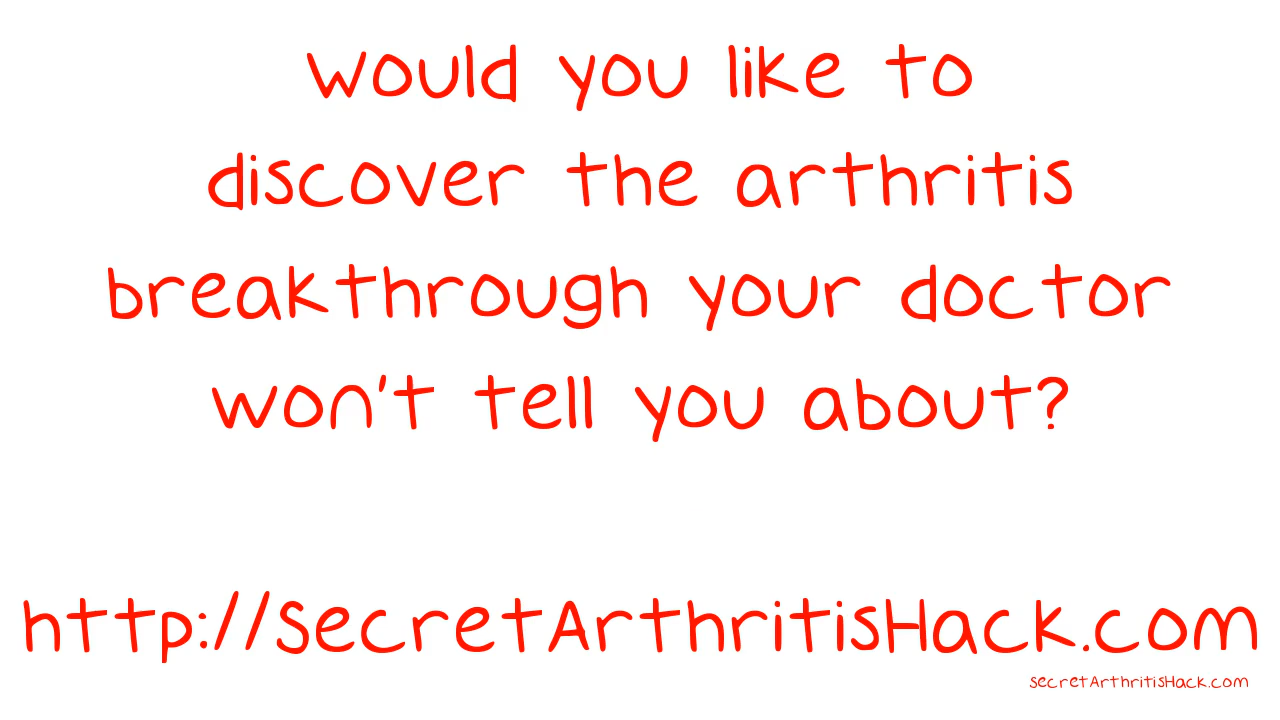 Would you like to
discover the arthritis
breakthrough your doctor
won't tell you about?
http://SecretArthritisHack.com
SecretArthritisHack.com